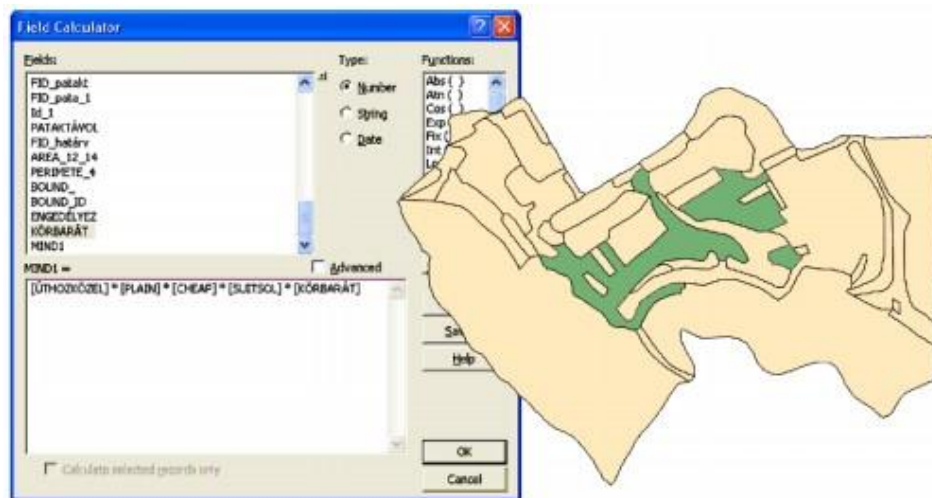 Field Calculator
Fields:
Type:
Functions:
FID_patakt
FID_pata_1
Id_1
PATAKTÁVOL
FID_határv
AREA_12_14
PERIMETE_4
BOUND_
BOUND_ID
ENGEDÉLYEZ
KÖRBARÁT
MIND1
Number
String
Date
Abs ( )
Atn ( )
Cos ( )
Exp
Fix (
Int (
MIND1 =
Advanced
[ÚTHOZKÖZEL] * [PLAIN] * [CHEAP] * [SLITSOL] * [KÖRBARÁT]
Help
Calculate selected records only
OK
Cancel